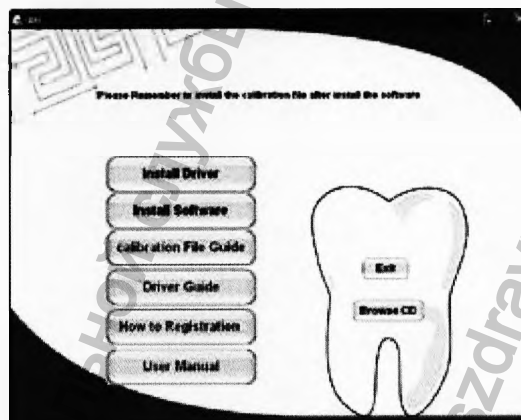 Please Remember to install the calibration file after install the software
Install Driver
Install Software
calibration File Guide
Driver Guide
How to Registration
User Manual
Exit
Browse CD